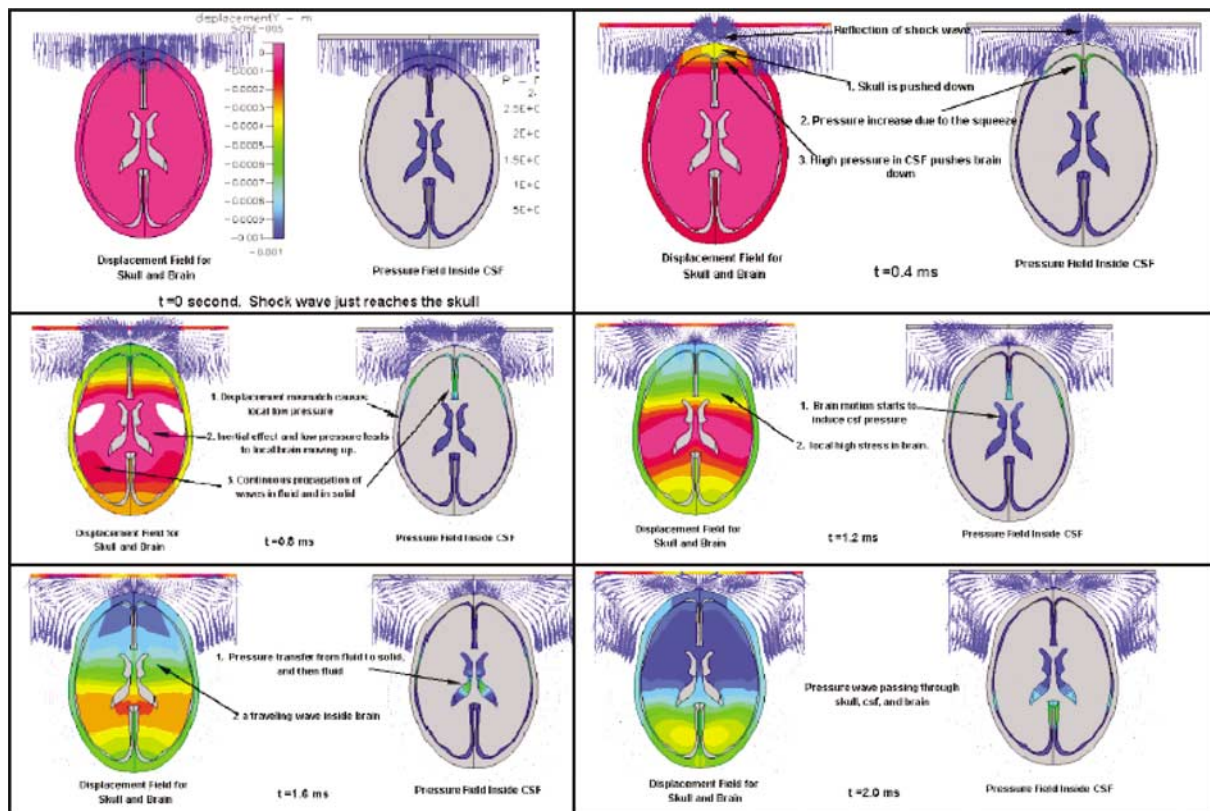 displacementY - m
5.05E-005
0
-0.0001
-0.0002
-0.0003
-0.0004
-0.0005
-0.0006
-0.0007
-0.0008
-0.0009
-0.001
-0.001
P -
2.5E+0
2E+0
1.5E+0
1E+0
5E+0
Displacement Field for
Skull and Brain
Pressure Field Inside CSF
t=0 second. Shock wave just reaches the skull
Reflection of shock wave
1. Skull is pushed down
2. Pressure increase due to the squeeze
3. High pressure in CSF pushes brain
down
Displacement Field for
Skull and Brain
t=0.4 ms
Pressure Field Inside CSF
1. Displacement mismatch causes
local low pressure
2. Inertial effect and low pressure leads
to local brain moving up.
3. Continuous propagation of
waves in fluid and in solid
Displacement Field for
Skull and Brain
t=0.8 ms
Pressure Field Inside CSF
1. Brain motion starts to
induce csf pressure
2. local high stress in brain.
Displacement Field for
Skull and Brain
t=1.2 ms
Pressure Field Inside CSF
1. Pressure transfer from fluid to solid,
and then fluid
2 a traveling wave inside brain
Displacement Field for
Skull and Brain
t=1.6 ms
Pressure Field Inside CSF
Pressure wave passing through
skull, csf, and brain
Displacement Field for
Skull and Brain
t=2.0 ms
Pressure Field Inside CSF